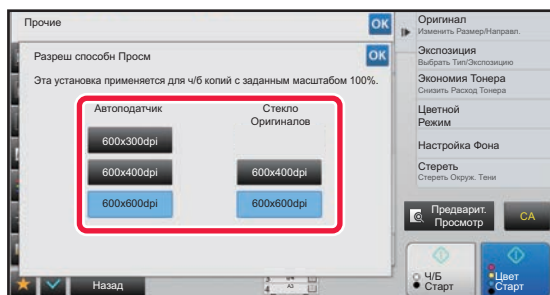 Прочие
OK
Разреш способн Просм
OK
Эта установка применяется для ч/б копий с заданным масштабом 100%.
Автоподатчик
Стекло
Оригиналов
600x300dpi
600x400dpi
600x400dpi
600x600dpi
600x600dpi
Назад
Оригинал
Изменить Размер/Направл.
Экспозиция
Выбрать Тип/Экспозицию
Экономия Тонера
Снизить Расход Тонера
Цветной
Режим
Настройка Фона
Стереть
Стереть Окруж. Тени
Предварит.
Просмотр
CA
Ч/Б
Старт
Цвет
Старт